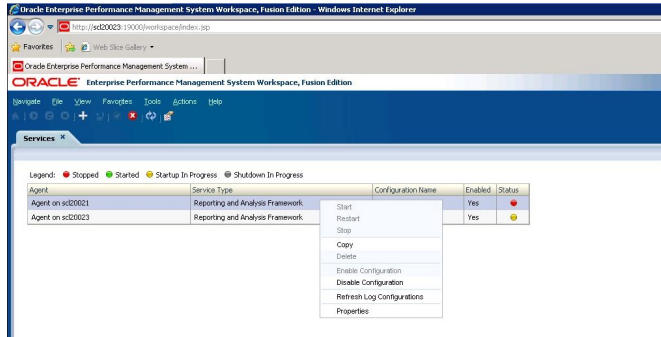 Oracle Enterprise Performance Management System Workspace, Fusion Edition - Windows Internet Explorer
http://scl20023:19000/workspace/index.jsp
Favorites Web Slice Gallery
Oracle Enterprise Performance Management System ...
ORACLE Enterprise Performance Management System Workspace, Fusion Edition
Navigate File View Favorites Tools Actions Help
Services
Legend: Stopped Started Startup In Progress Shutdown In Progress
Agent Service Type Configuration Name Enabled Status
Agent on scl20021 Reporting and Analysis Framework Yes
Agent on scl20023 Reporting and Analysis Framework Yes
Start
Restart
Stop
Copy
Delete
Enable Configuration
Disable Configuration
Refresh Log Configurations
Properties